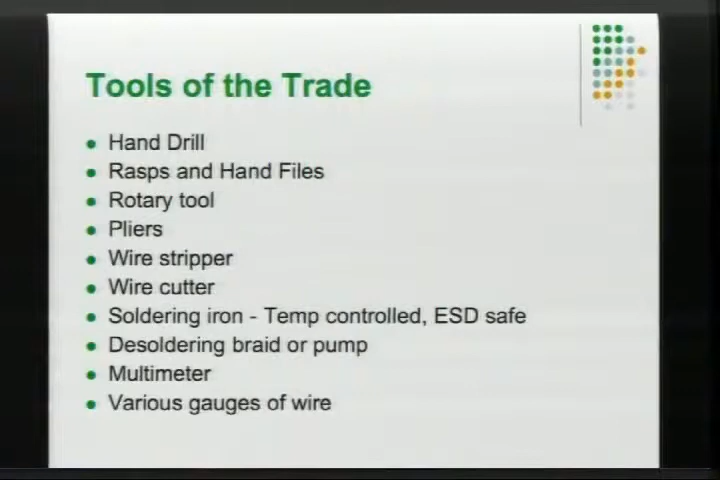 Tools of the Trade
Hand Drill
Rasps and Hand Files
Rotary tool
Pliers
Wire stripper
Wire cutter
Soldering iron - Temp controlled, ESD safe
Desoldering braid or pump
Multimeter
Various gauges of wire